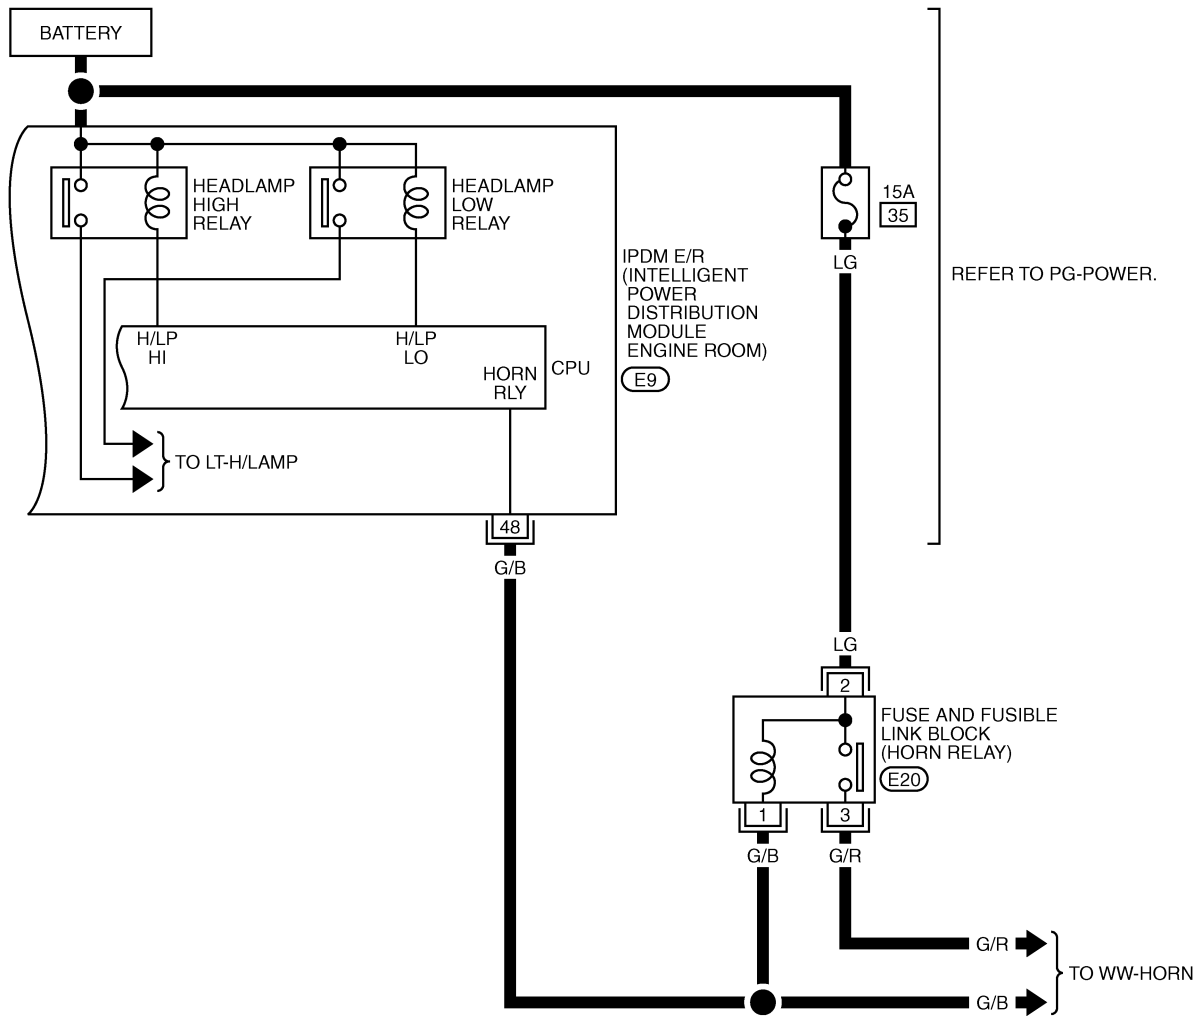 BATTERY
HEADLAMP
HIGH
RELAY
HEADLAMP
LOW
RELAY
15A
35
LG
IPDM E/R
(INTELLIGENT
POWER
DISTRIBUTION
MODULE
ENGINE ROOM)
E9
REFER TO PG-POWER.
H/LP
HI
H/LP
LO
HORN
RLY
CPU
TO LT-H/LAMP
48
G/B
LG
2
FUSE AND FUSIBLE
LINK BLOCK
(HORN RELAY)
E20
1
3
G/B
G/R
G/R
TO WW-HORN
G/B